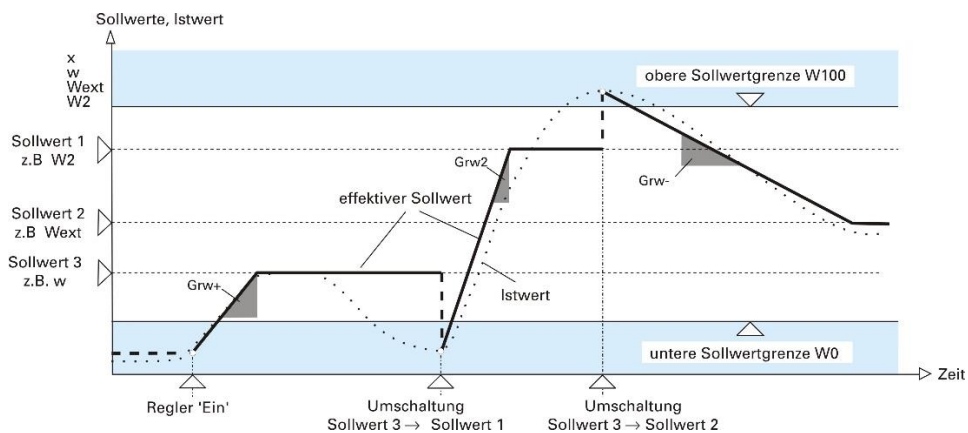 Sollwerte, Istwert
x
w
Wext
W2
obere Sollwertgrenze W100
Sollwert 1
z.B W2
Grw2
Grw-
effektiver Sollwert
Sollwert 2
z.B Wext
Sollwert 3
z.B. w
Grw+
Istwert
untere Sollwertgrenze W0
Zeit
Regler 'Ein'
Umschaltung
Sollwert 3 → Sollwert 1
Umschaltung
Sollwert 3 → Sollwert 2